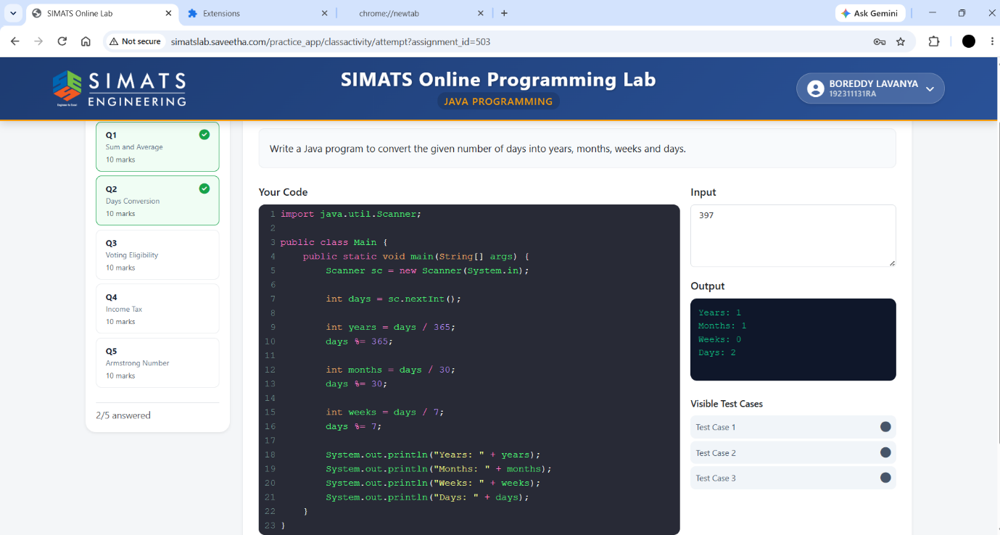 SIMATS Online Lab
Extensions
chrome://newtab
Ask Gemini
Not secure
simatslab.saveetha.com/practice_app/classactivity/attempt?assignment_id=503
SIMATS
ENGINEERING
Engineer to Excel
SIMATS Online Programming Lab
JAVA PROGRAMMING
BOREDDY LAVANYA
192311131RA
Q1
Sum and Average
10 marks
Q2
Days Conversion
10 marks
Q3
Voting Eligibility
10 marks
Q4
Income Tax
10 marks
Q5
Armstrong Number
10 marks
2/5 answered
Write a Java program to convert the given number of days into years, months, weeks and days.
Your Code
1 import java.util.Scanner;
2
3 public class Main {
4     public static void main(String[] args) {
5         Scanner sc = new Scanner(System.in);
6
7         int days = sc.nextInt();
8
9         int years = days / 365;
10         days %= 365;
11
12         int months = days / 30;
13         days %= 30;
14
15         int weeks = days / 7;
16         days %= 7;
17
18         System.out.println("Years: " + years);
19         System.out.println("Months: " + months);
20         System.out.println("Weeks: " + weeks);
21         System.out.println("Days: " + days);
22     }
23 }
Input
397
Output
Years: 1
Months: 1
Weeks: 0
Days: 2
Visible Test Cases
Test Case 1
Test Case 2
Test Case 3